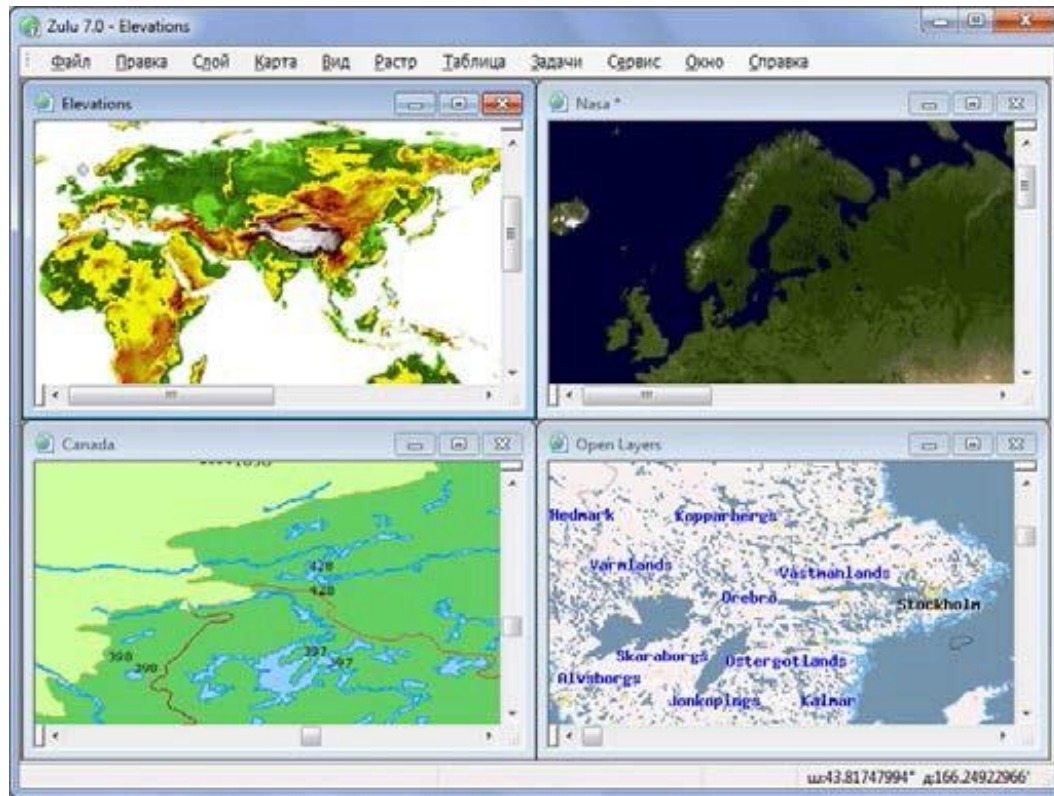 Zulu 7.0 - Elevations
Файл Правка Слой Карта Вид Растр Таблица Задачи Сервис Окно Справка
Elevations
Nasa *
Canada
1050
428
428
398
398
397
397
Open Layers
Hedmark Kopparbergs
Varmlands Västmanlands
Orebro Stockholm
Skaraborgs Ostergotlands
Alvsborgs
Jonkopings Kalmar
ш:43.81747994° д:166.24922966°